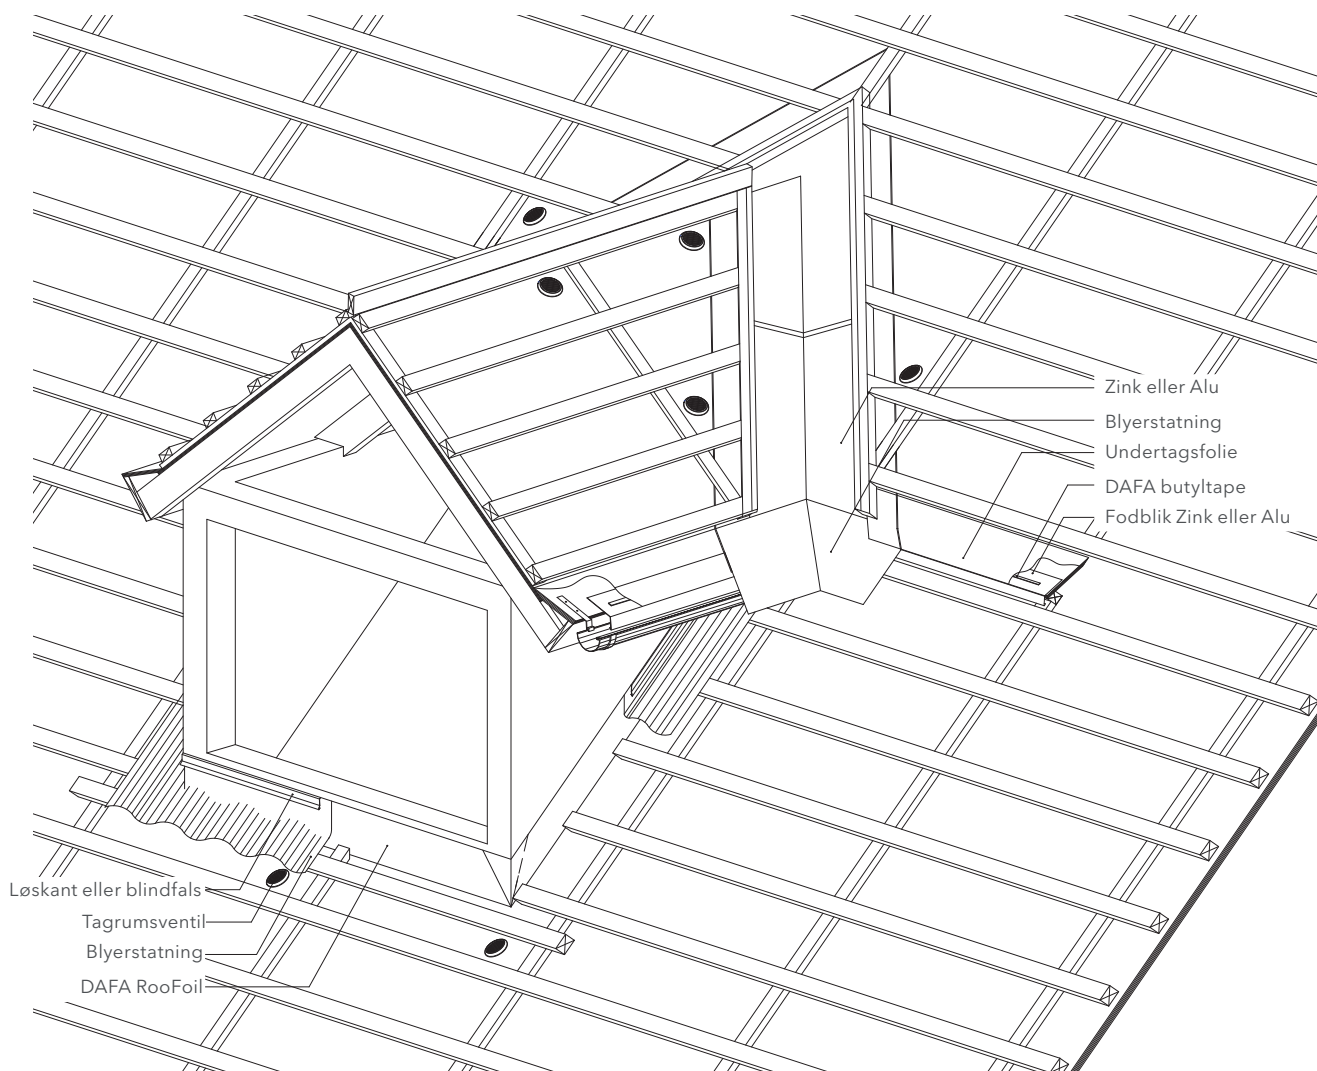 Zink eller Alu
Blyerstatning
Undertagsfolie
DAFA butyltape
Fodblik Zink eller Alu
Løskant eller blindfals
Tagrumsventil
Blyerstatning
DAFA RooFoil